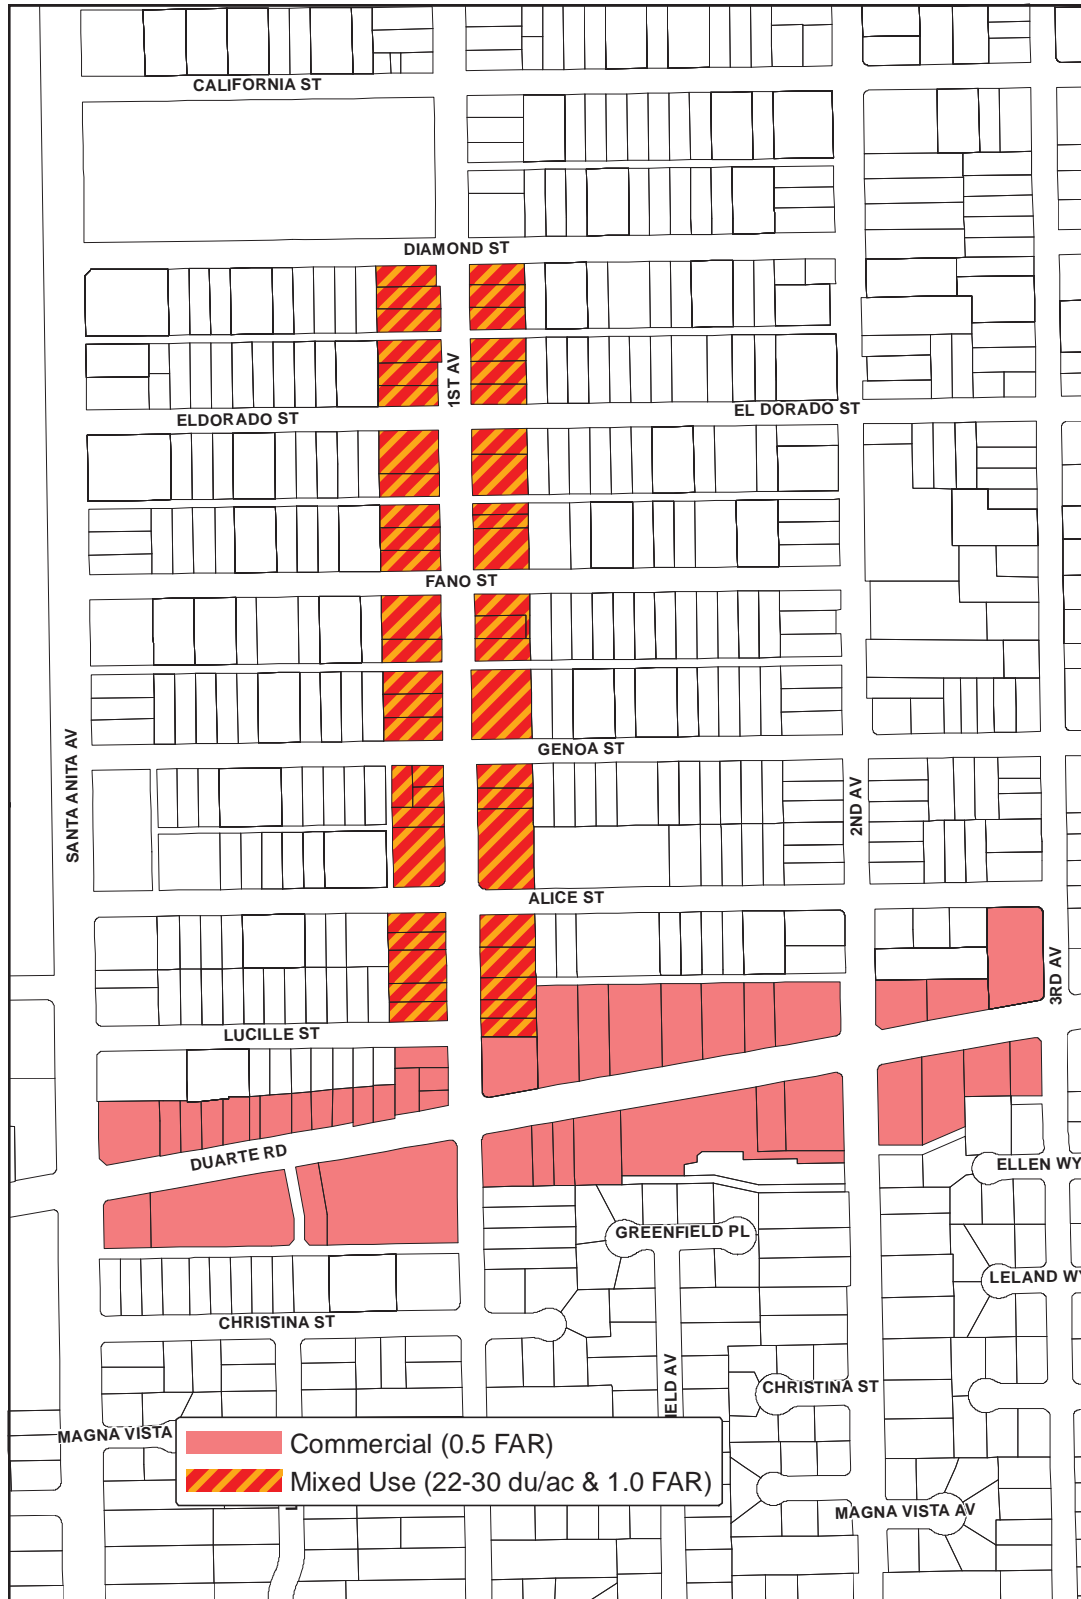 CALIFORNIA ST
DIAMOND ST
1ST AV
ELDORADO ST
EL DORADO ST
FANO ST
SANTA ANITA AV
GENOA ST
2ND AV
ALICE ST
3RD AV
LUCILLE ST
DUARTE RD
ELLEN WY
GREENFIELD PL
LELAND WY
CHRISTINA ST
IELD AV
CHRISTINA ST
MAGNA VISTA
Commercial (0.5 FAR)
Mixed Use (22-30 du/ac & 1.0 FAR)
MAGNA VISTA AV